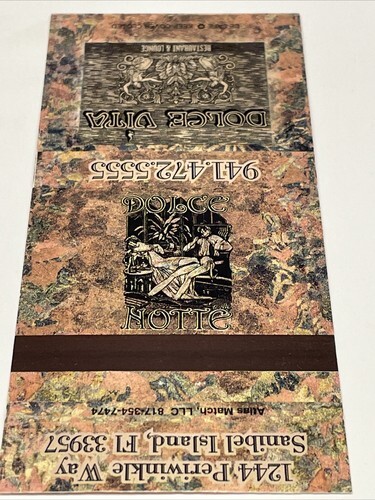 RESTAURANT & LOUNGE
DOLCE VITA
941.472.5555
DOLCE
NOTTE
Atlas Match, LLC 817-354-7474
1244 Periwinkle Way
Sanibel Island, Fl 33957